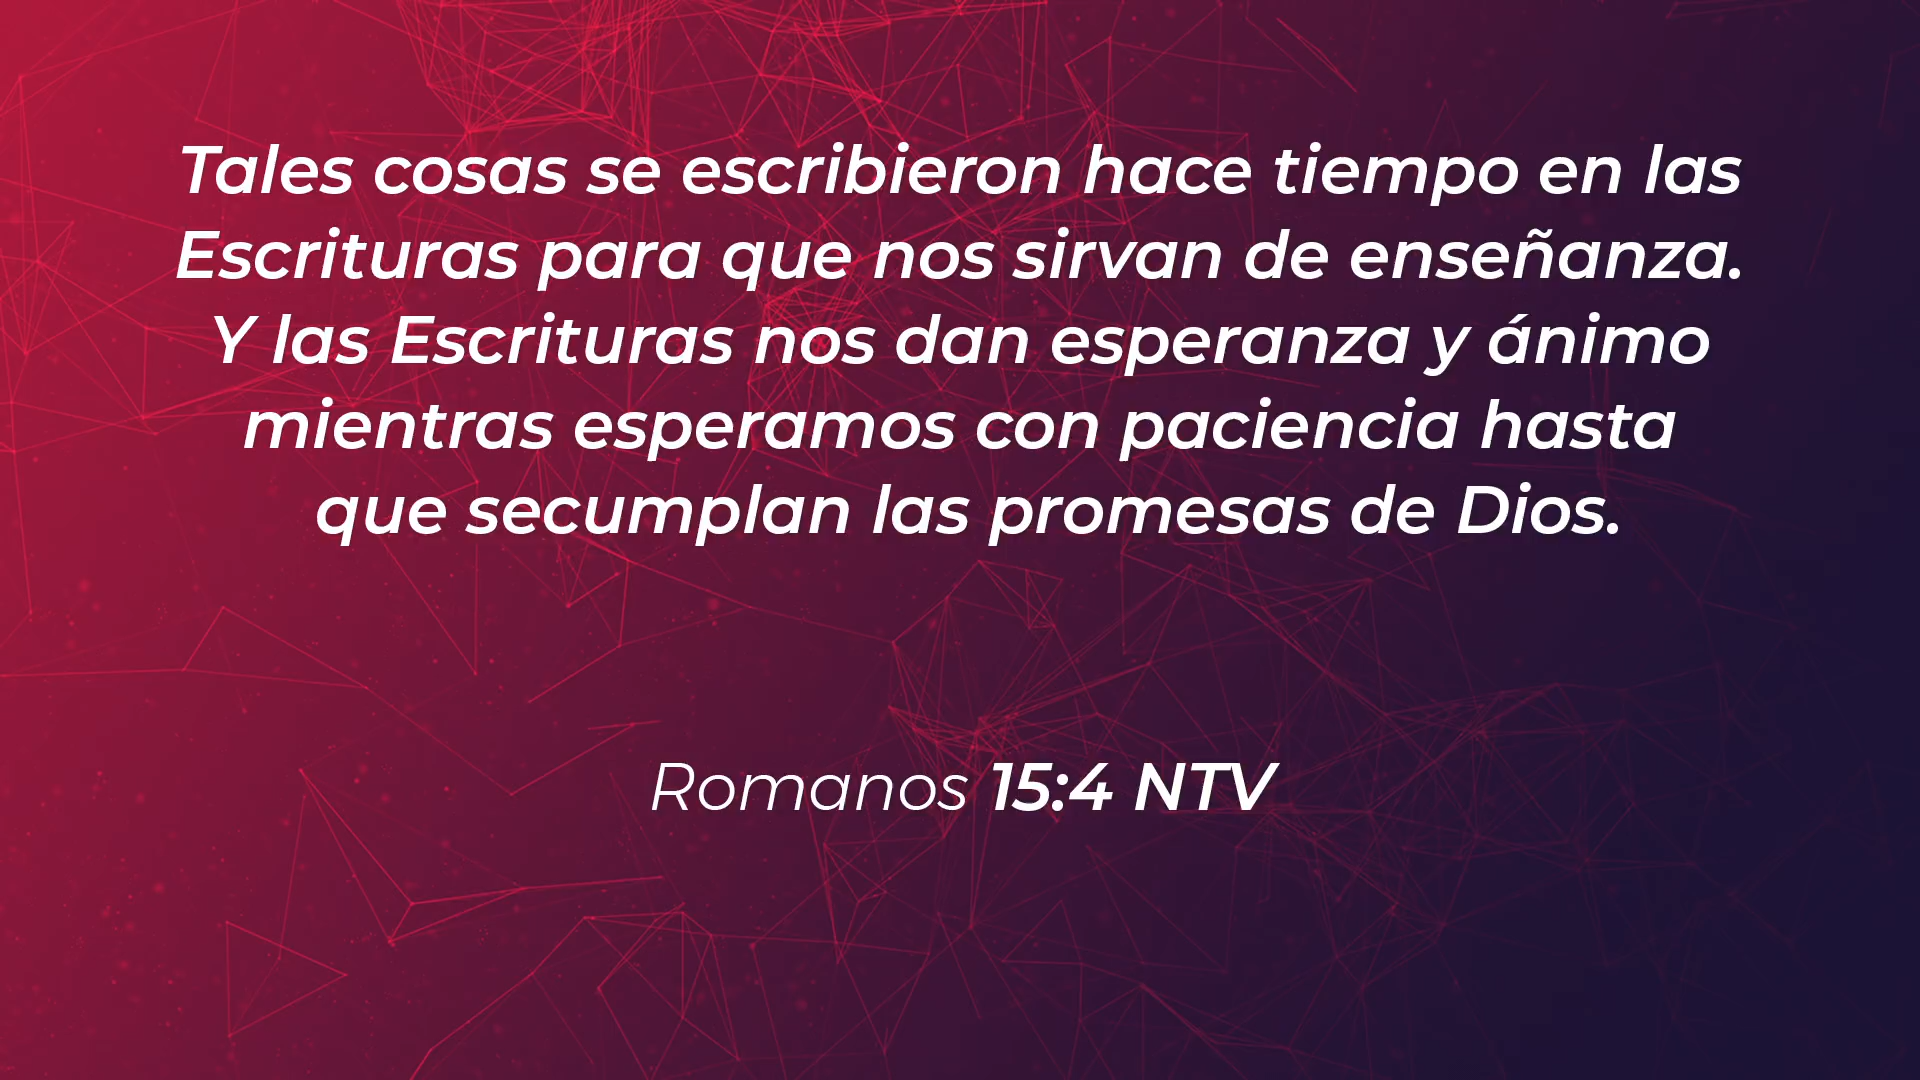 Tales cosas se escribieron hace tiempo en las
Escrituras para que nos sirvan de enseñanza.
Y las Escrituras nos dan esperanza y ánimo
mientras esperamos con paciencia hasta
que secumplan las promesas de Dios.
Romanos 15:4 NTV